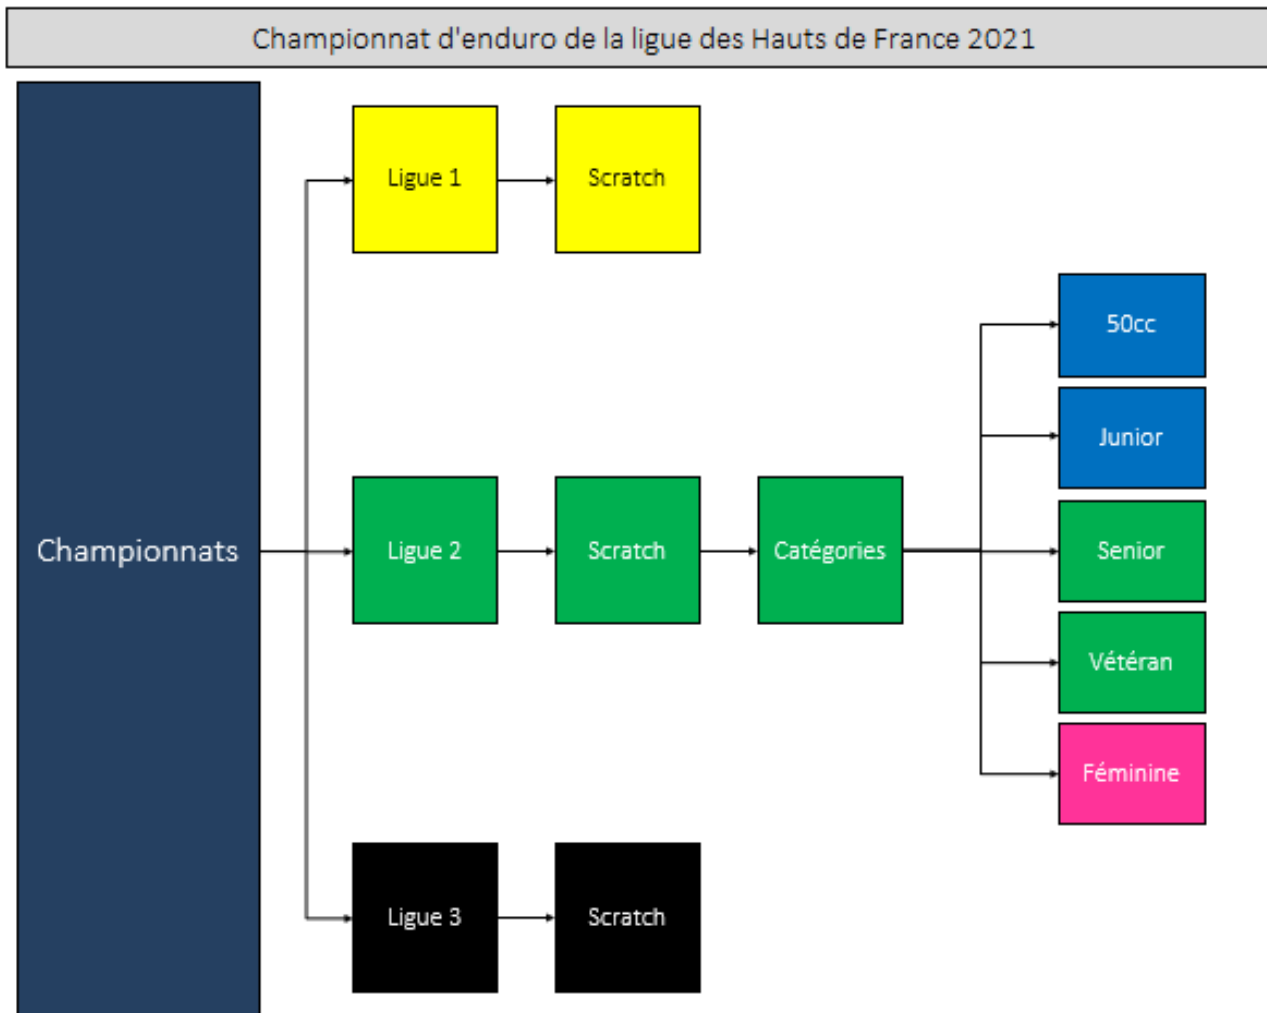 Championnat d'enduro de la ligue des Hauts de France 2021
Championnats
Ligue 1
Scratch
Ligue 2
Scratch
Catégories
50cc
Junior
Senior
Vétéran
Féminine
Ligue 3
Scratch